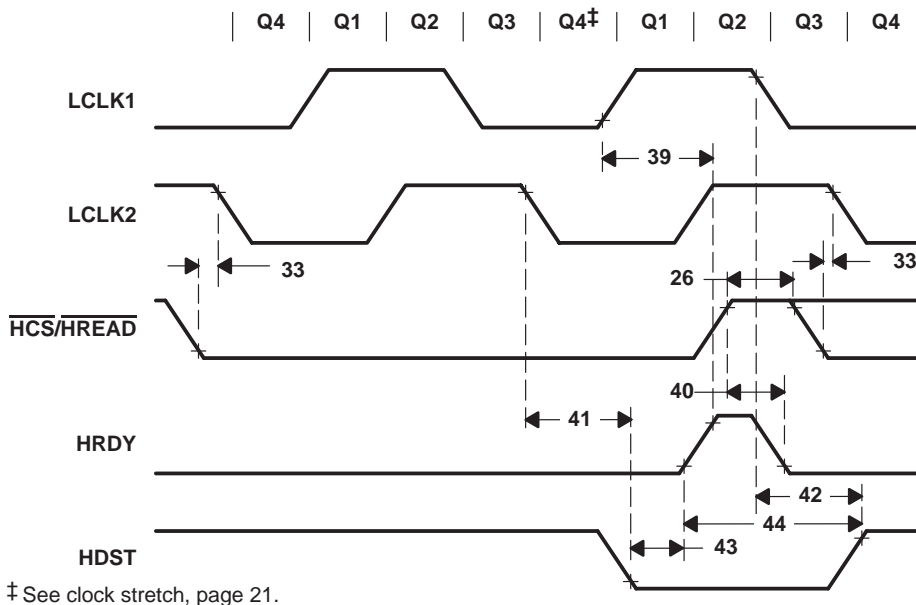 Q4 Q1 Q2 Q3 Q4‡ Q1 Q2 Q3 Q4
LCLK1
39
LCLK2
33
26
33
HCS/HREAD
40
41
HRDY
42
44
43
HDST
‡ See clock stretch, page 21.